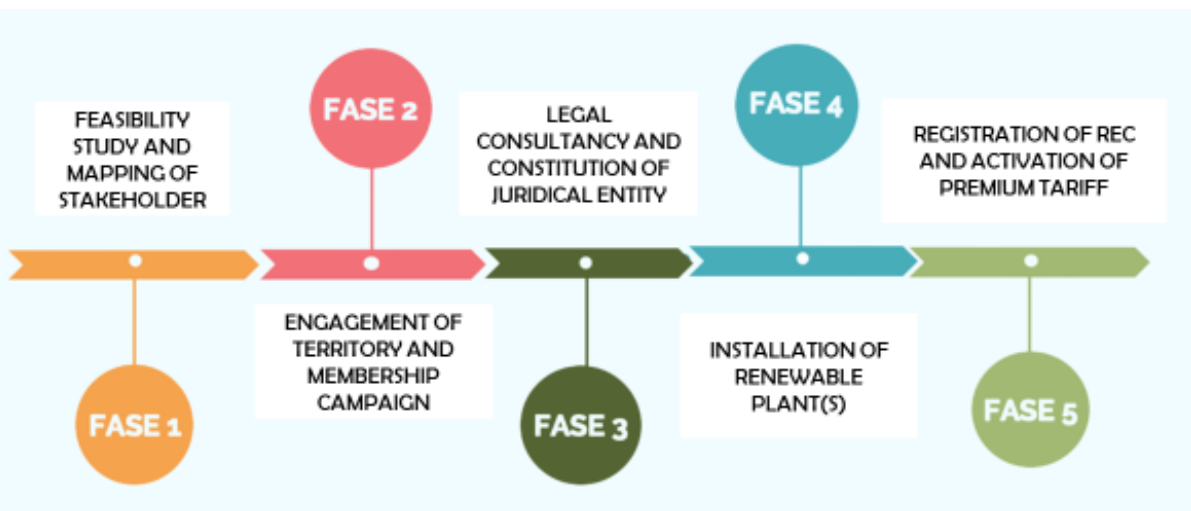 FASE 1
FEASIBILITY
STUDY AND
MAPPING OF
STAKEHOLDER
FASE 2
ENGAGEMENT OF
TERRITORY AND
MEMBERSHIP
CAMPAIGN
FASE 3
LEGAL
CONSULTANCY AND
CONSTITUTION OF
JURIDICAL ENTITY
FASE 4
INSTALLATION OF
RENEWABLE
PLANT(S)
FASE 5
REGISTRATION OF REC
AND ACTIVATION OF
PREMIUM TARIFF